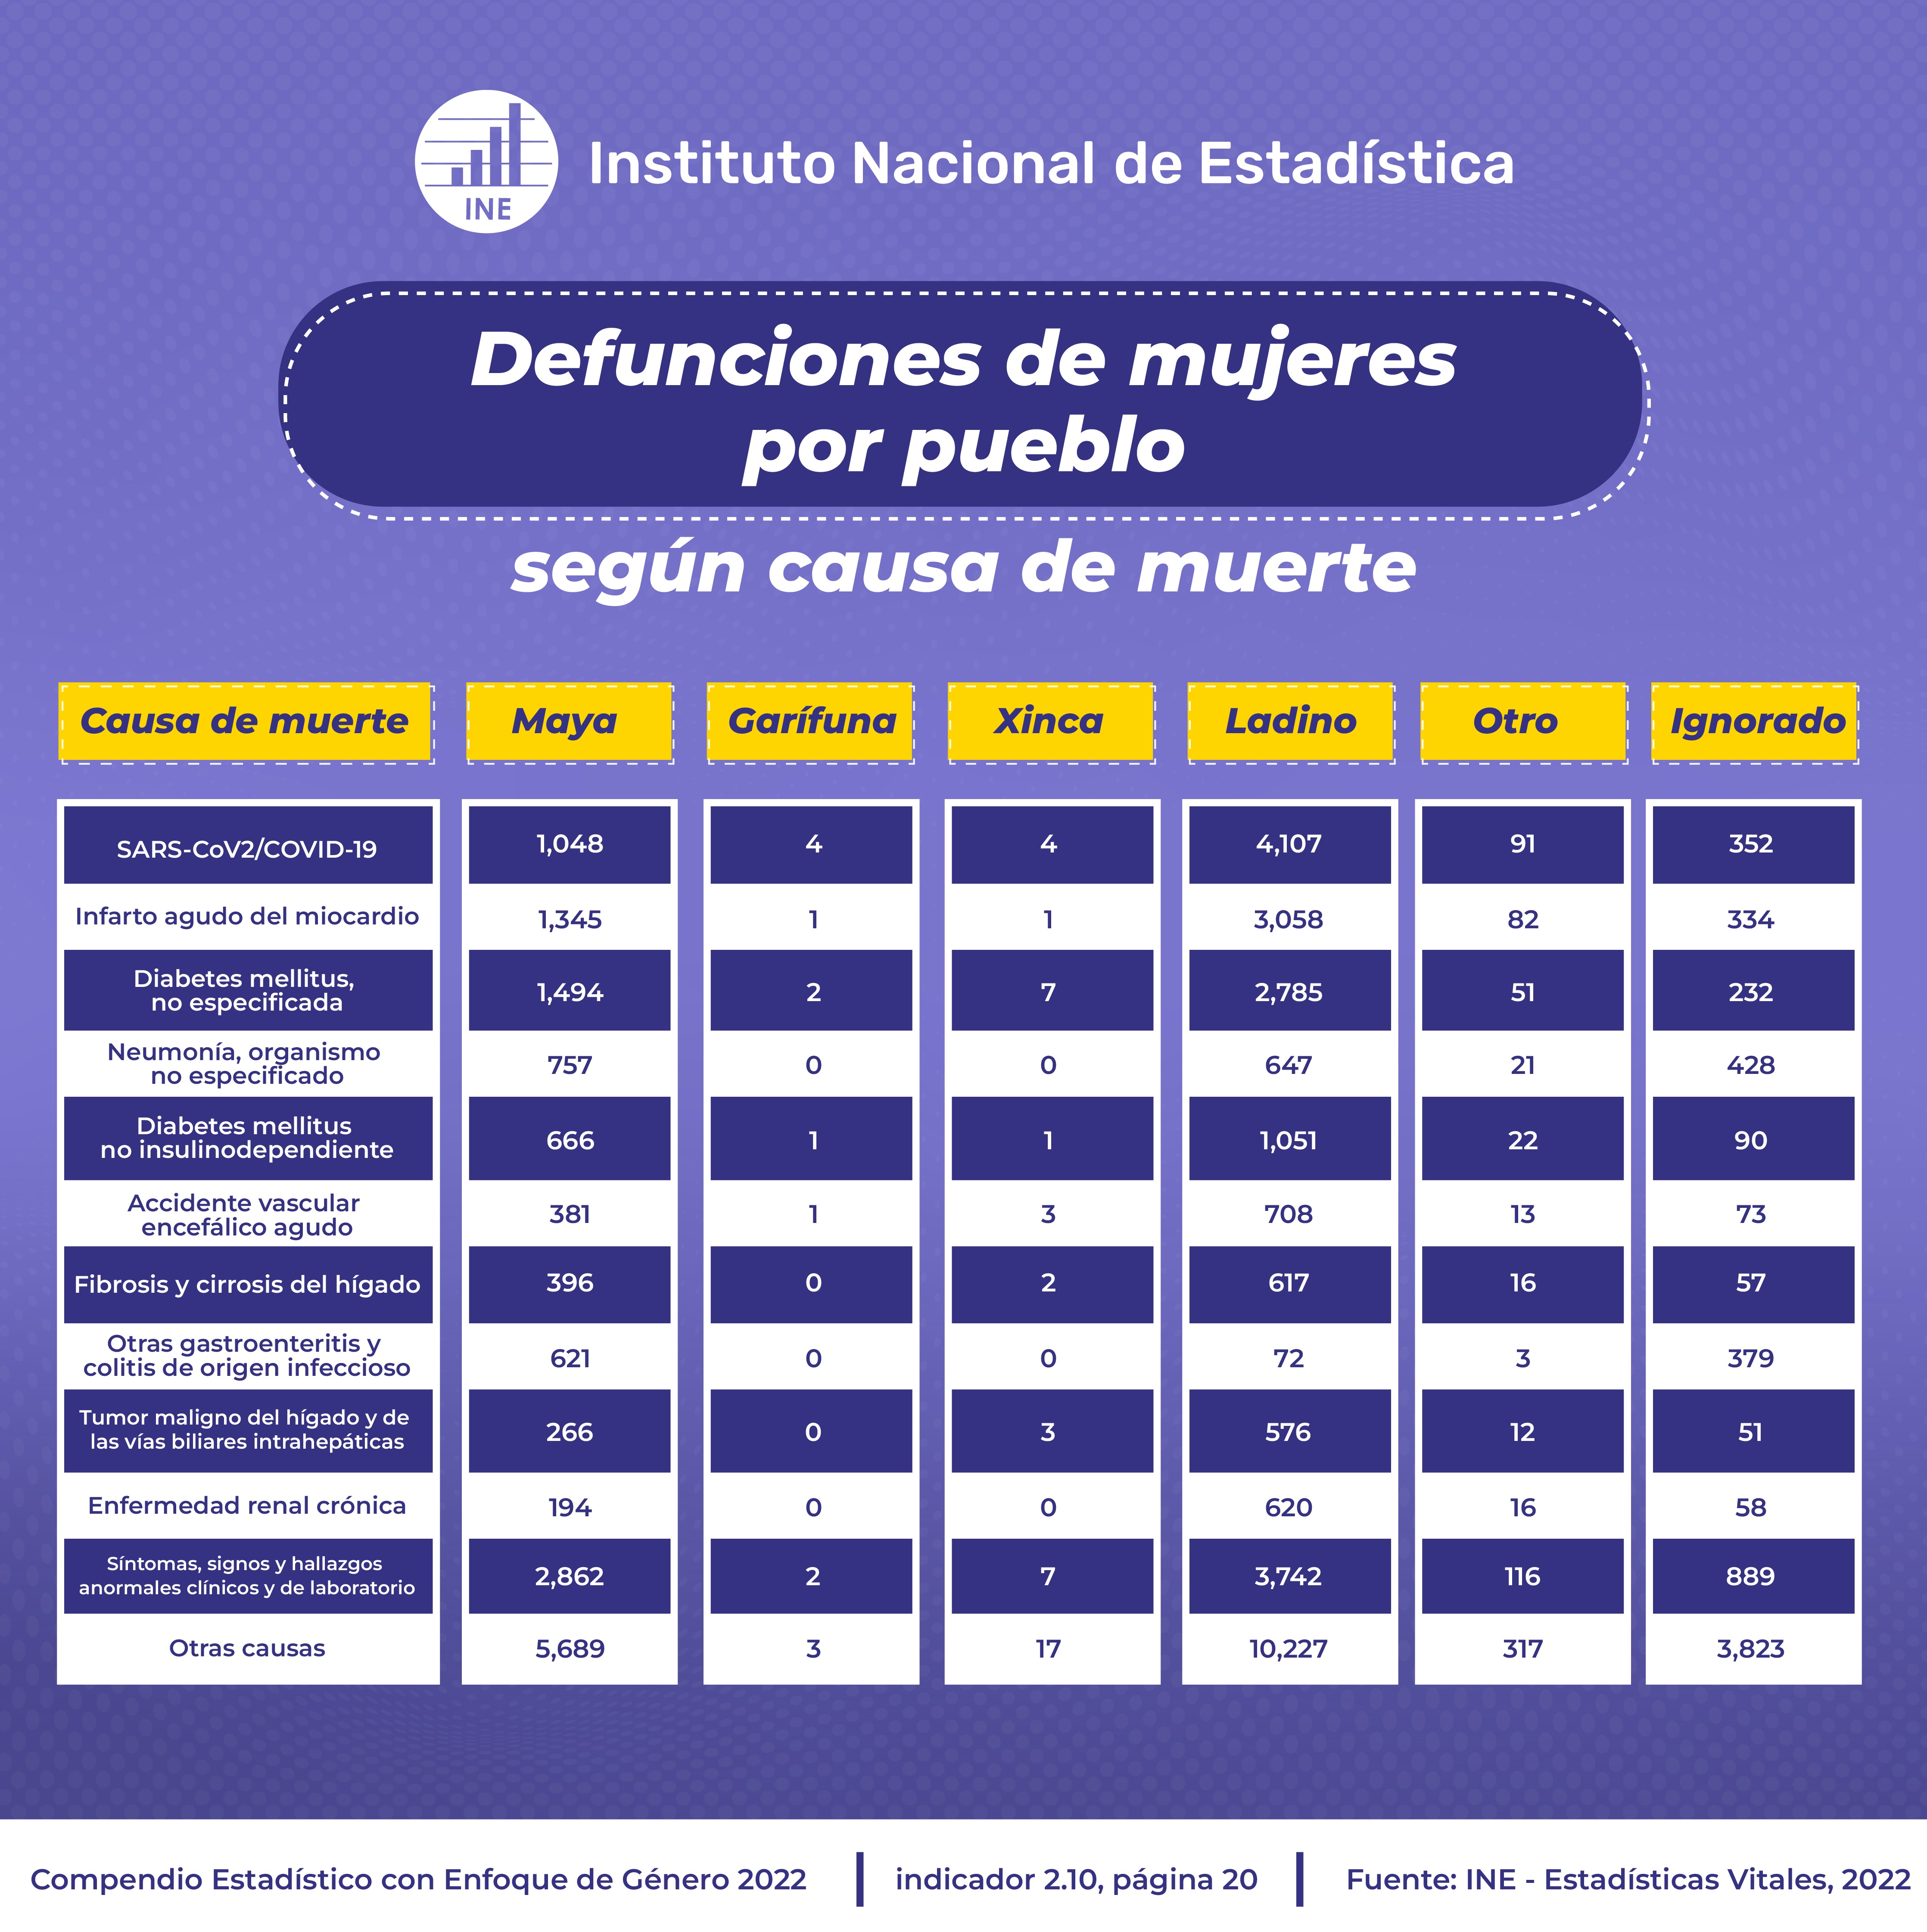 INE
Instituto Nacional de Estadística
Defunciones de mujeres
por pueblo
según causa de muerte
Causa de muerte Maya Garífuna Xinca Ladino Otro Ignorado
SARS-CoV2/COVID-19 1,048 4 4 4,107 91 352
Infarto agudo del miocardio 1,345 1 1 3,058 82 334
Diabetes mellitus,
no especificada 1,494 2 7 2,785 51 232
Neumonía, organismo
no especificado 757 0 0 647 21 428
Diabetes mellitus
no insulinodependiente 666 1 1 1,051 22 90
Accidente vascular
encefálico agudo 381 1 3 708 13 73
Fibrosis y cirrosis del hígado 396 0 2 617 16 57
Otras gastroenteritis y
colitis de origen infeccioso 621 0 0 72 3 379
Tumor maligno del hígado y de
las vías biliares intrahepáticas 266 0 3 576 12 51
Enfermedad renal crónica 194 0 0 620 16 58
Síntomas, signos y hallazgos
anormales clínicos y de laboratorio 2,862 2 7 3,742 116 889
Otras causas 5,689 3 17 10,227 317 3,823
Compendio Estadístico con Enfoque de Género 2022 | indicador 2.10, página 20 | Fuente: INE - Estadísticas Vitales, 2022